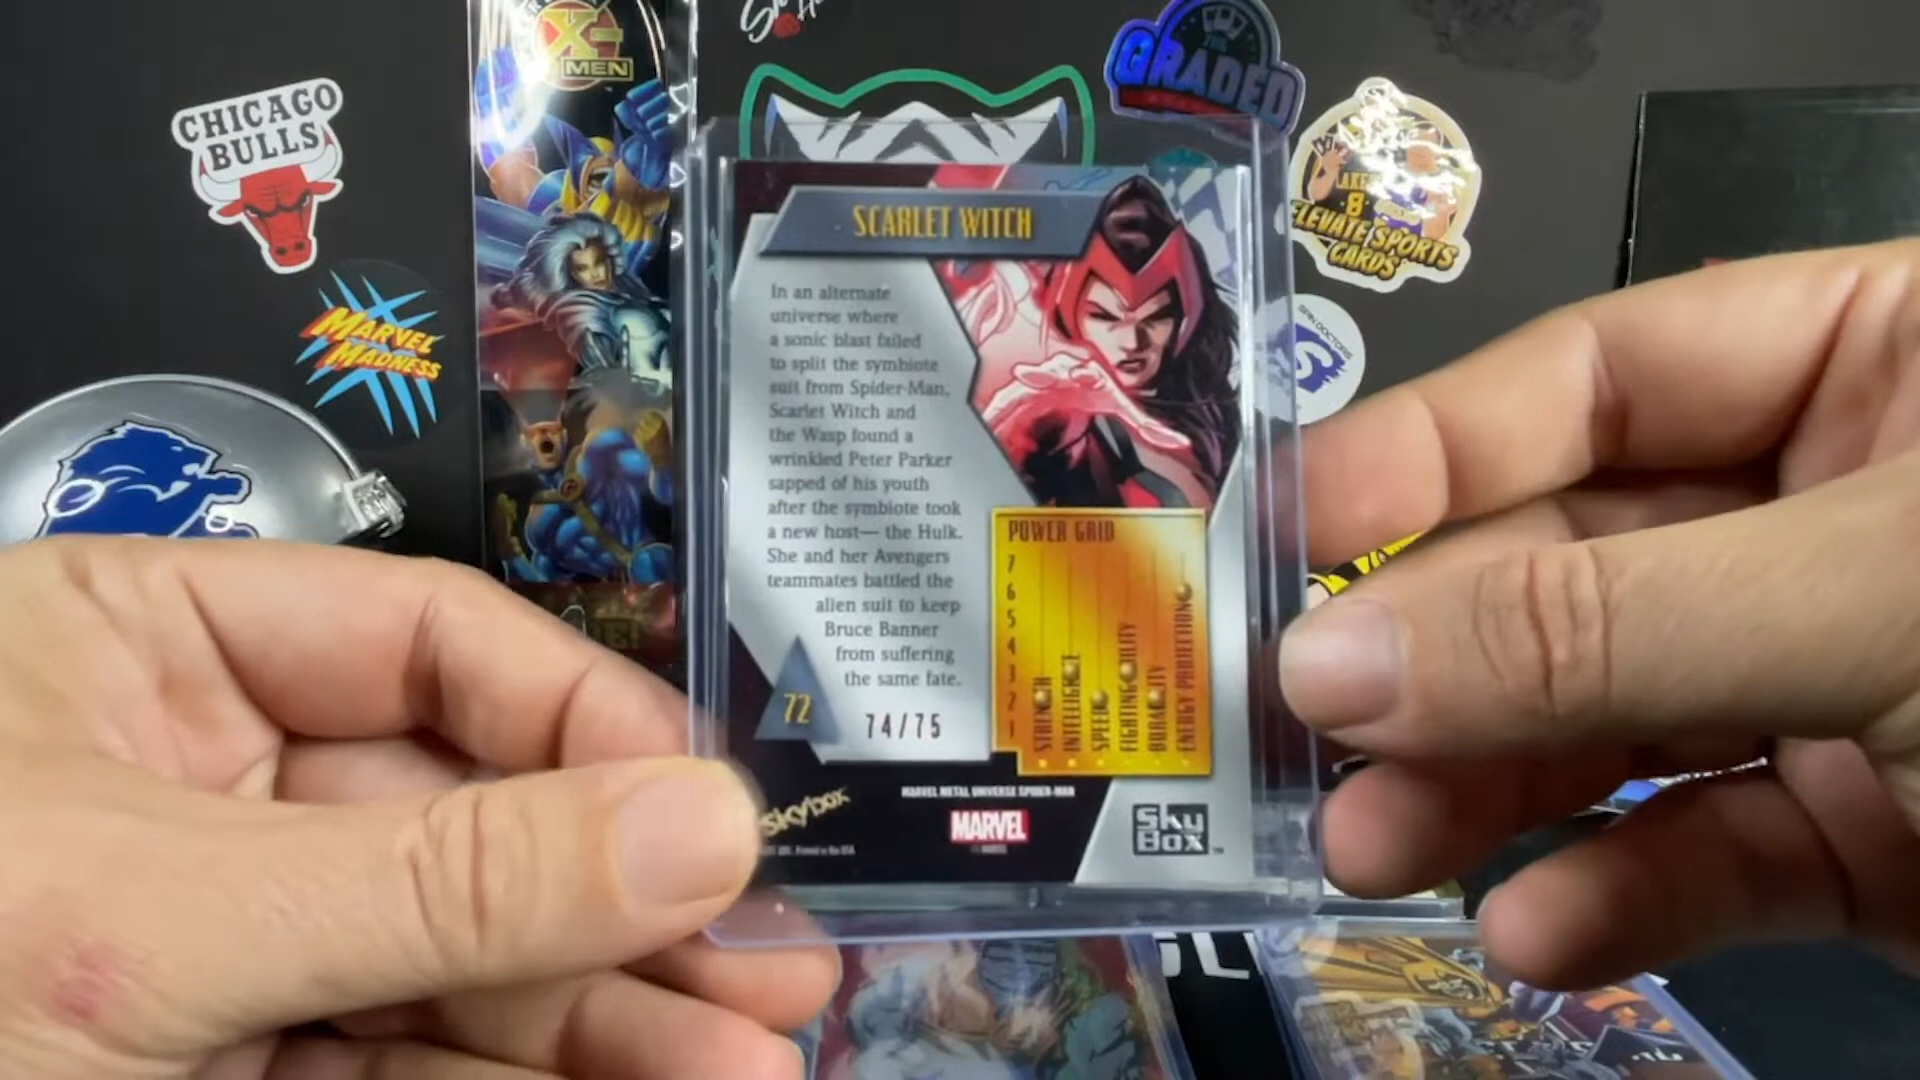 X-MEN
GRADED
CHICAGO
BULLS
ELEVATE SPORTS
CARDS
SPIN DOCTORS
MARVEL
MADNESS
SCARLET WITCH
In an alternate
universe where
a sonic blast failed
to split the symbiote
suit from Spider-Man,
Scarlet Witch and
the Wasp found a
wrinkled Peter Parker
sapped of his youth
after the symbiote took
a new host— the Hulk.
She and her Avengers
teammates battled the
alien suit to keep
Bruce Banner
from suffering
the same fate.
72
74/75
POWER GRID
7
6
5
4
3
2
1
STRENGTH
INTELLIGENCE
SPEED
FIGHTING ABILITY
DURABILITY
ENERGY PROJECTION
skybox
MARVEL METAL UNIVERSE SPIDER-MAN
MARVEL
SkyBox™